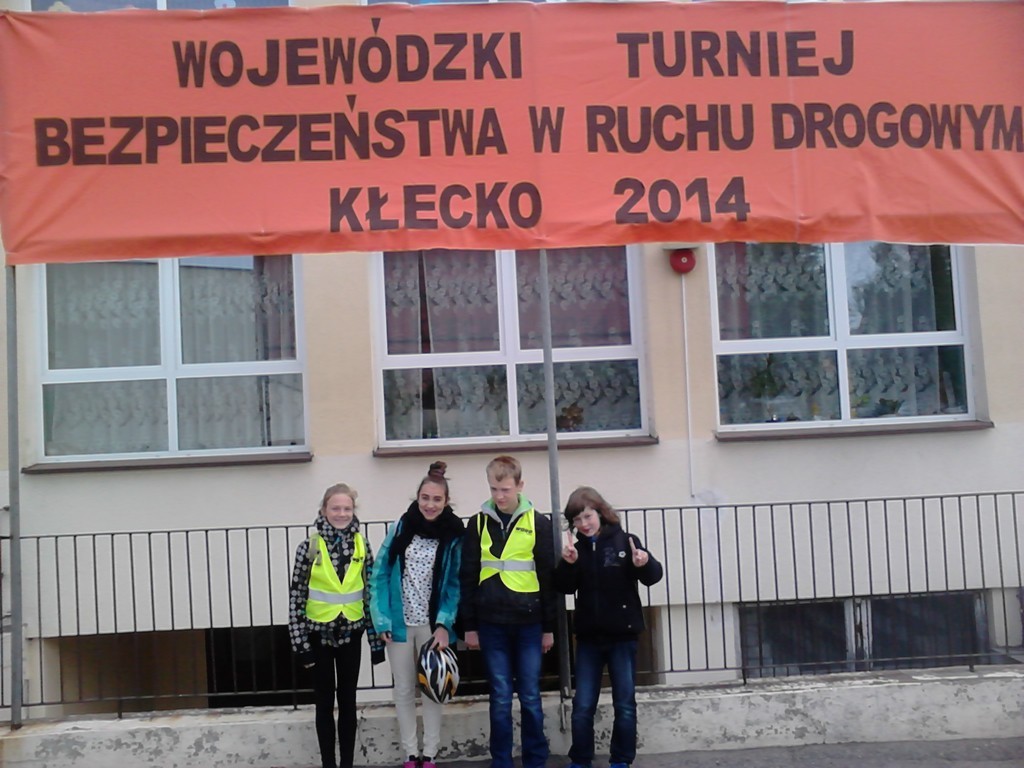 WOJEWÓDZKI TURNIEJ
BEZPIECZEŃSTWA W RUCHU DROGOWYM
KŁECKO 2014